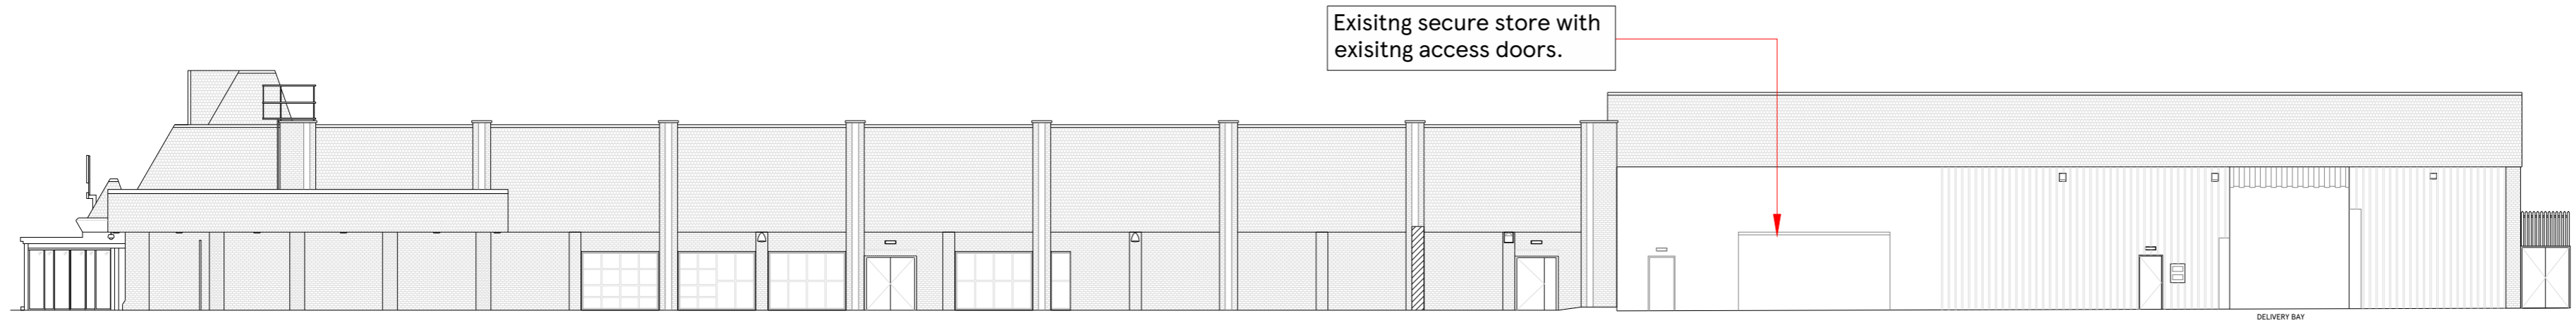 Exisitng secure store with
exisitng access doors.
DELIVERY BAY